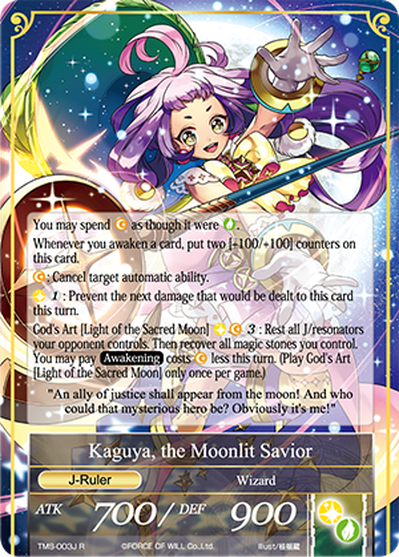 You may spend as though it were .
Whenever you awaken a card, put two [+100/+100] counters on
this card.
: Cancel target automatic ability.
1 : Prevent the next damage that would be dealt to this card
this turn.
God's Art [Light of the Sacred Moon] 3 : Rest all J/resonators
your opponent controls. Then recover all magic stones you control.
You may pay Awakening costs less this turn. (Play God's Art
[Light of the Sacred Moon] only once per game.)
"An ally of justice shall appear from the moon! And who
could that mysterious hero be? Obviously it's me!"
Kaguya, the Moonlit Savior
J-Ruler Wizard
ATK 700 / DEF 900
TMS-003J R ©FORCE OF WILL Co.,Ltd. Illust/